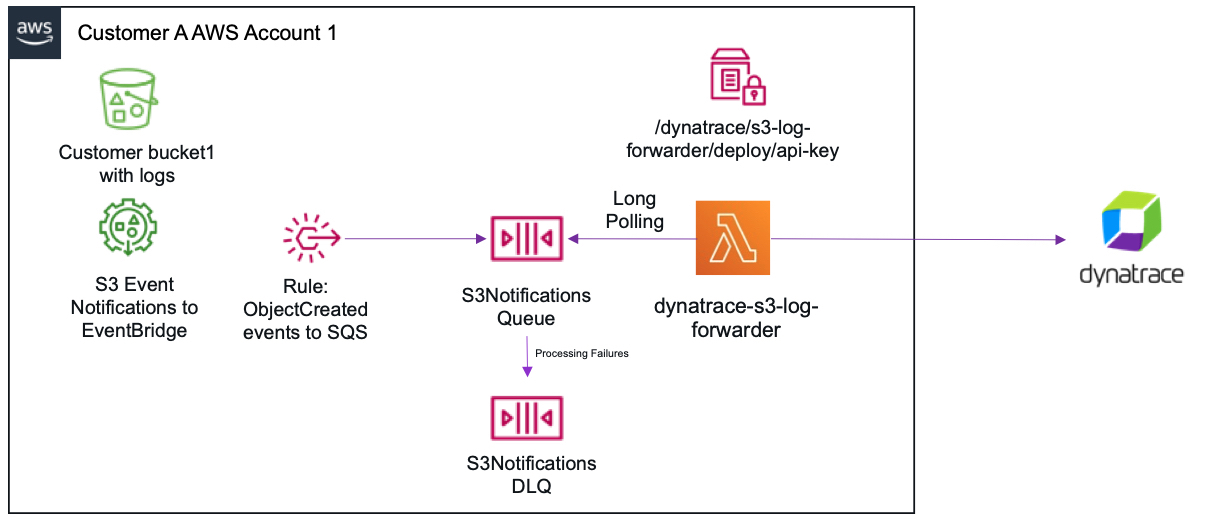 aws
Customer A AWS Account 1
Customer bucket1
with logs
S3 Event
Notifications to
EventBridge
Rule:
ObjectCreated
events to SQS
S3Notifications
Queue
Processing Failures
S3Notifications
DLQ
/dynatrace/s3-log-
forwarder/deploy/api-key
Long
Polling
dynatrace-s3-log-
forwarder
dynatrace